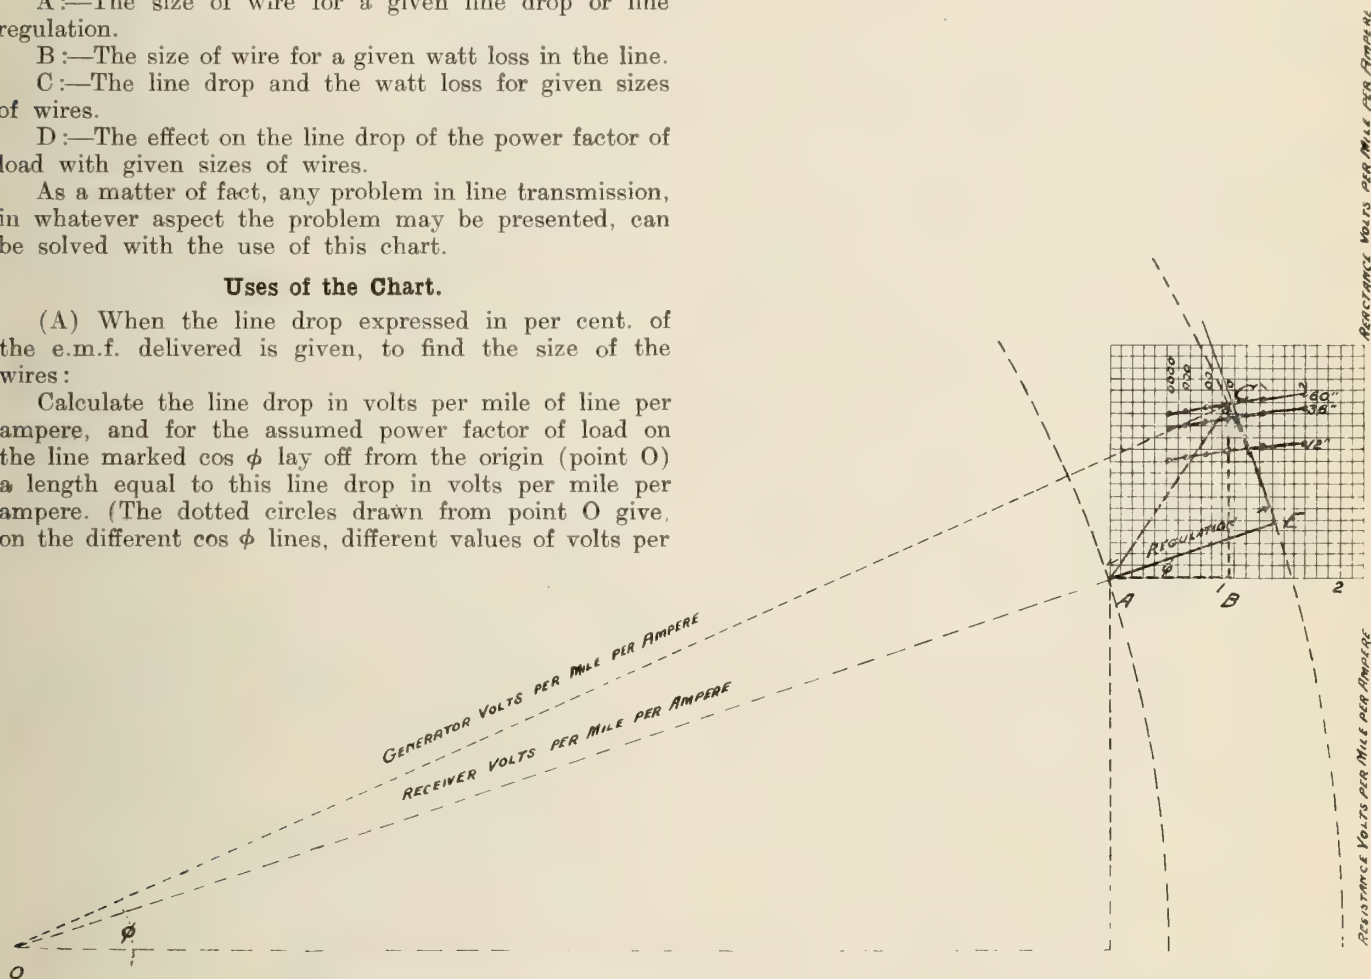 A:—The size of wire for a given line drop or line
regulation.
B:—The size of wire for a given watt loss in the line.
C:—The line drop and the watt loss for given sizes
of wires.
D:—The effect on the line drop of the power factor of
load with given sizes of wires.
As a matter of fact, any problem in line transmission,
in whatever aspect the problem may be presented, can
be solved with the use of this chart.
Uses of the Chart.
(A) When the line drop expressed in per cent. of
the e.m.f. delivered is given, to find the size of the
wires:
Calculate the line drop in volts per mile of line per
ampere, and for the assumed power factor of load on
the line marked cos ϕ lay off from the origin (point O)
a length equal to this line drop in volts per mile per
ampere. (The dotted circles drawn from point O give,
on the different cos ϕ lines, different values of volts per
REACTANCE VOLTS PER MILE PER AMPERE
0000
000
00
0
C
2
60"
36"
12"
REGULATION
E
φ
A
1
B
2
GENERATOR VOLTS PER MILE PER AMPERE
RECEIVER VOLTS PER MILE PER AMPERE
RESISTANCE VOLTS PER MILE PER AMPERE
ϕ
O